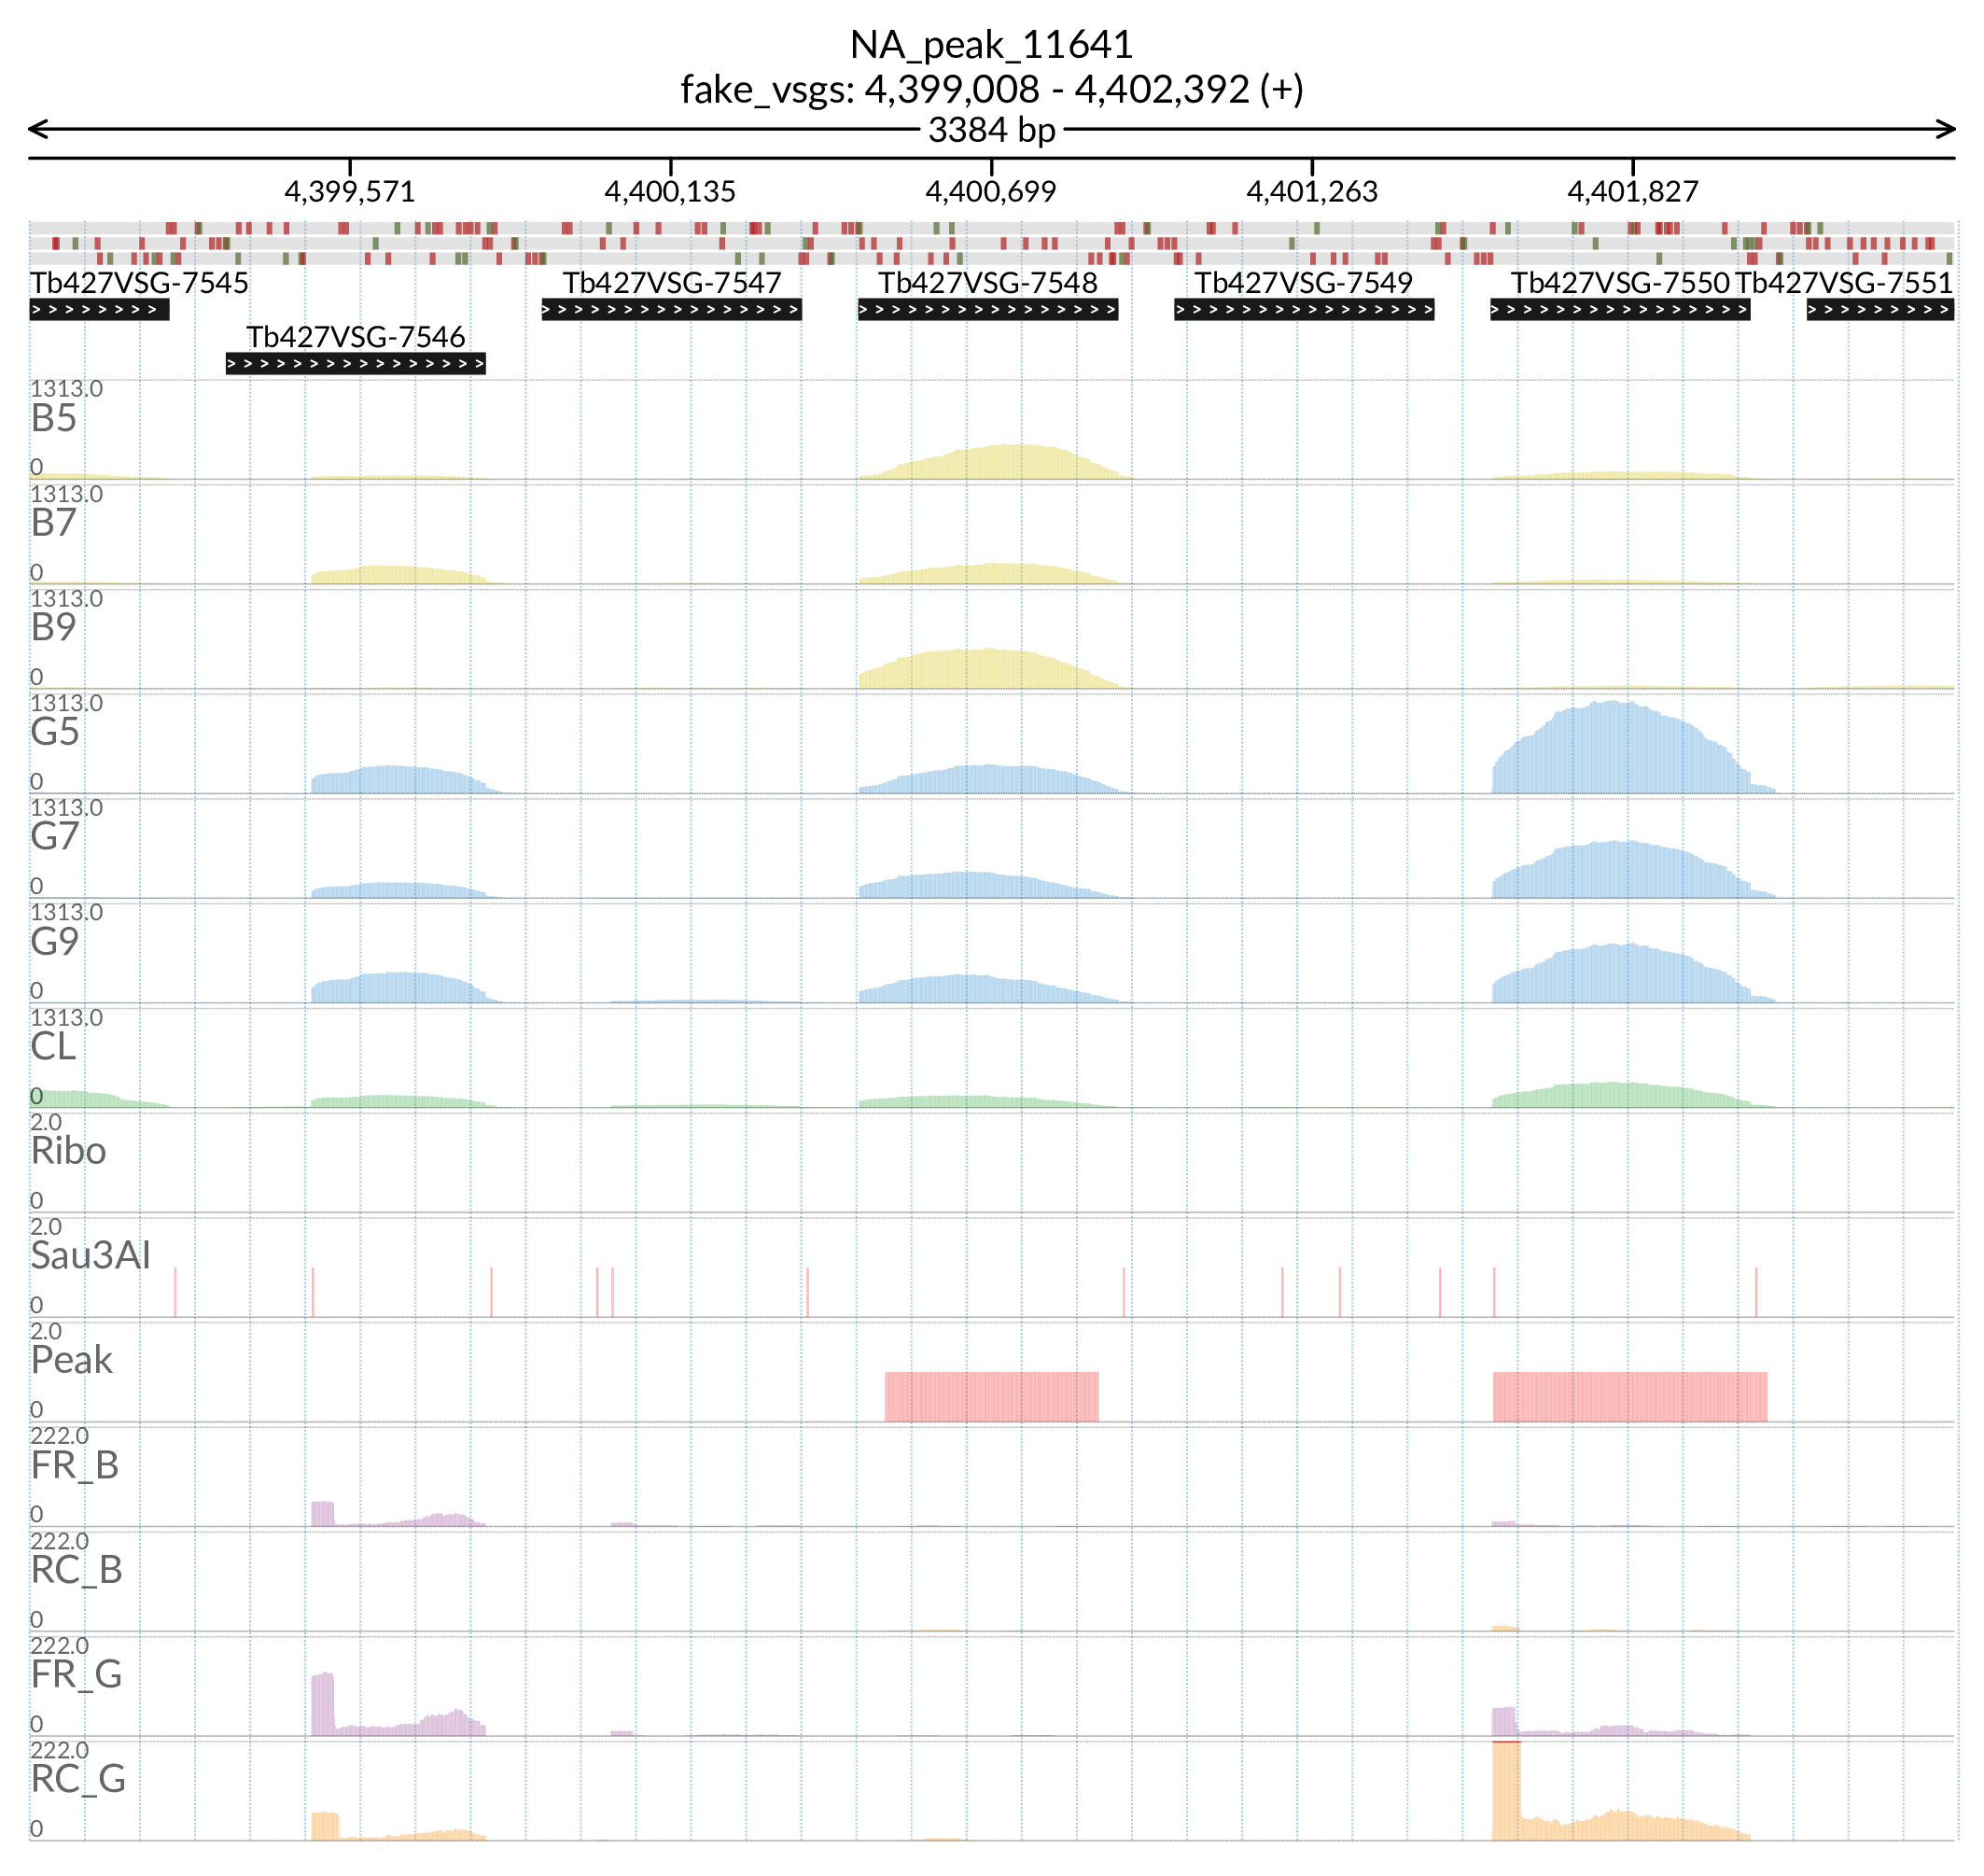 NA_peak_11641
fake_vsgs: 4,399,008 - 4,402,392 (+)
3384 bp
4,399,571 4,400,135 4,400,699 4,401,263 4,401,827
Tb427VSG-7545 Tb427VSG-7547 Tb427VSG-7548 Tb427VSG-7549 Tb427VSG-7550 Tb427VSG-7551
Tb427VSG-7546
1313.0
B5
0
1313.0
B7
0
1313.0
B9
0
1313.0
G5
0
1313.0
G7
0
1313.0
G9
0
1313.0
CL
0
2.0
Ribo
0
2.0
Sau3AI
0
2.0
Peak
0
222.0
FR_B
0
222.0
RC_B
0
222.0
FR_G
0
222.0
RC_G
0